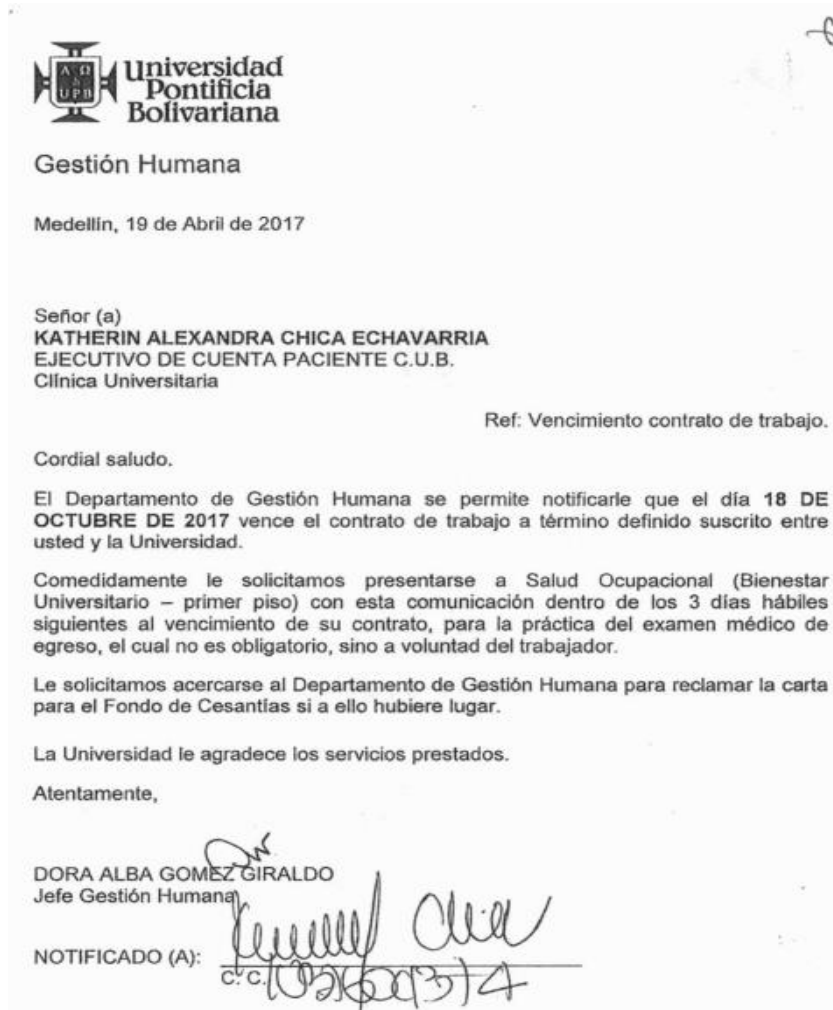 A Ω
UPB
Universidad
Pontificia
Bolivariana
Gestión Humana
Medellín, 19 de Abril de 2017
Señor (a)
KATHERIN ALEXANDRA CHICA ECHAVARRIA
EJECUTIVO DE CUENTA PACIENTE C.U.B.
Clínica Universitaria
Ref: Vencimiento contrato de trabajo.
Cordial saludo.
El Departamento de Gestión Humana se permite notificarle que el día 18 DE
OCTUBRE DE 2017 vence el contrato de trabajo a término definido suscrito entre
usted y la Universidad.
Comedidamente le solicitamos presentarse a Salud Ocupacional (Bienestar
Universitario – primer piso) con esta comunicación dentro de los 3 días hábiles
siguientes al vencimiento de su contrato, para la práctica del examen médico de
egreso, el cual no es obligatorio, sino a voluntad del trabajador.
Le solicitamos acercarse al Departamento de Gestión Humana para reclamar la carta
para el Fondo de Cesantías si a ello hubiere lugar.
La Universidad le agradece los servicios prestados.
Atentamente,
DORA ALBA GOMEZ GIRALDO
Jefe Gestión Humana
NOTIFICADO (A):
Chica
C.C.